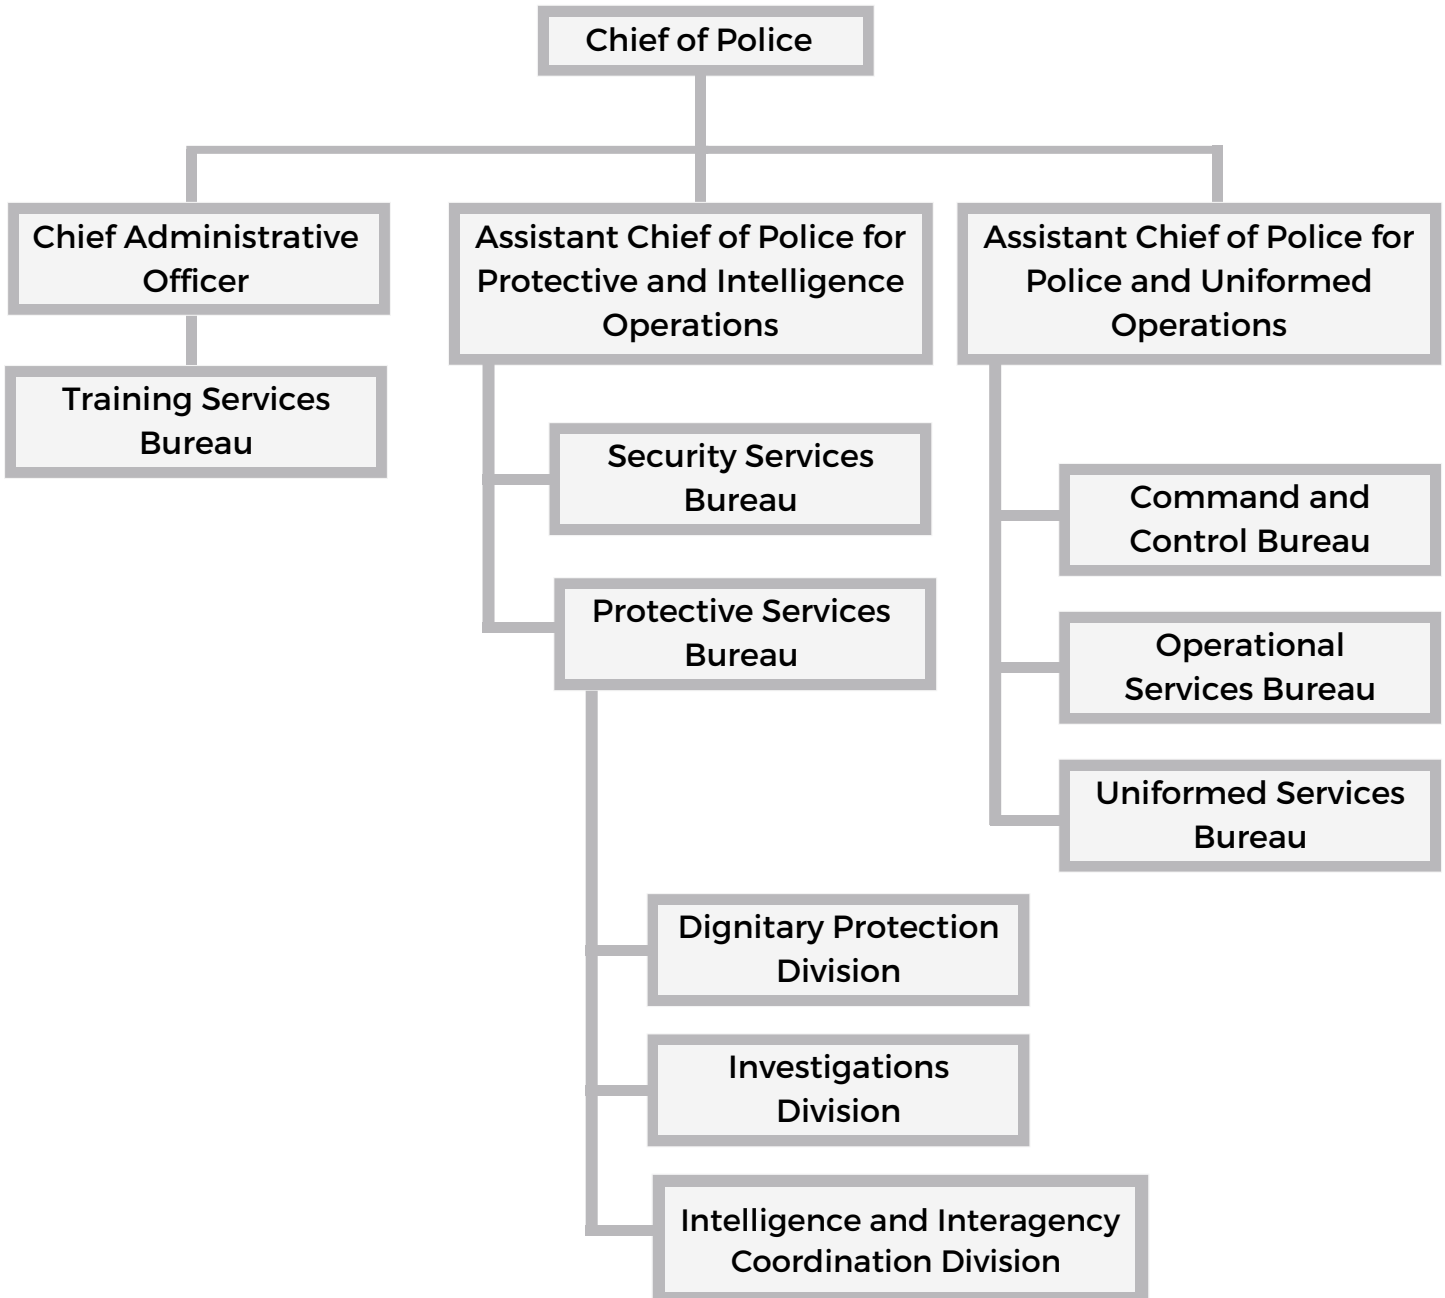 Chief of Police
Chief Administrative
Officer
Assistant Chief of Police for
Protective and Intelligence
Operations
Assistant Chief of Police for
Police and Uniformed
Operations
Training Services
Bureau
Security Services
Bureau
Protective Services
Bureau
Command and
Control Bureau
Operational
Services Bureau
Uniformed Services
Bureau
Dignitary Protection
Division
Investigations
Division
Intelligence and Interagency
Coordination Division